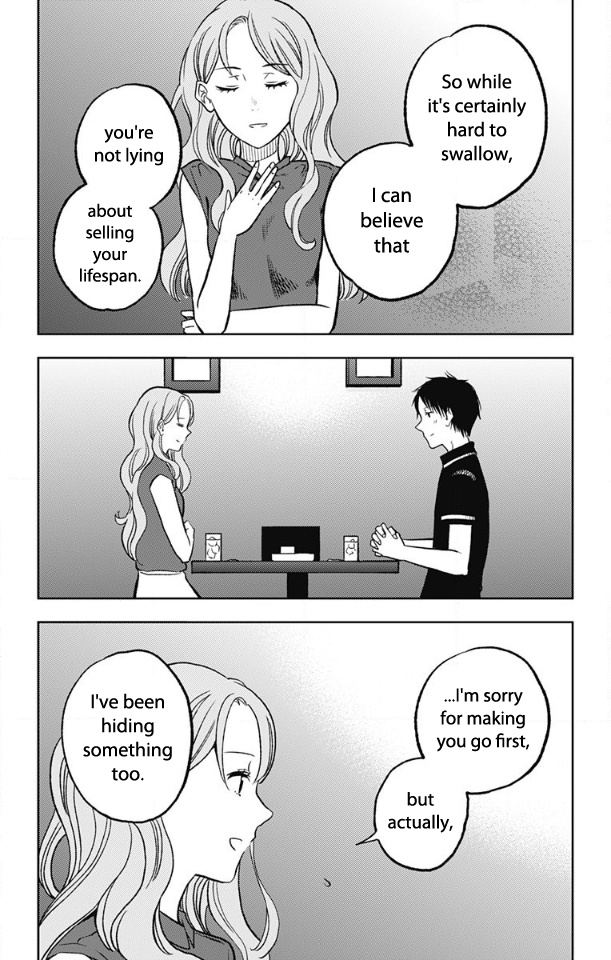 So while
it's certainly
hard to
swallow,
I can
believe
that
you're
not lying
about
selling
your
lifespan.
...I'm sorry
for making
you go first,
but
actually,
I've been
hiding
something
too.